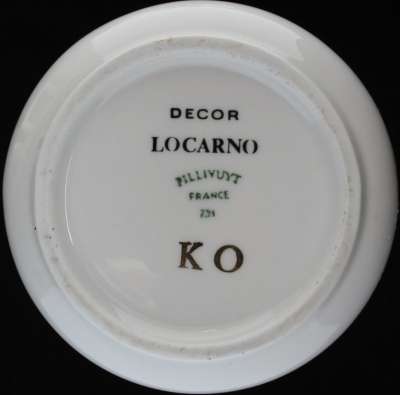 DECOR
LOCARNO
PILLIVUYT
FRANCE
KO